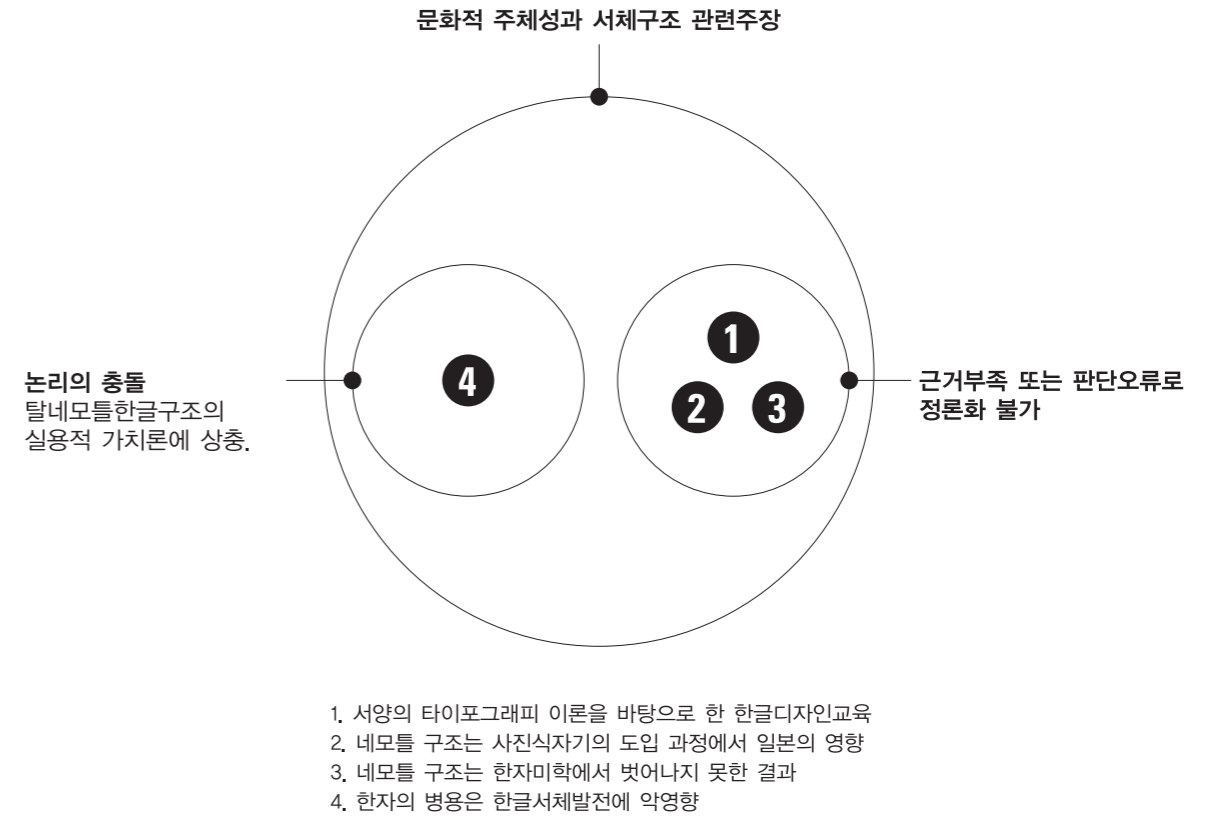 문화적 주체성과 서체구조 관련주장
1
2
3
4
논리의 충돌
탈네모틀한글구조의
실용적 가치론에 상충.
근거부족 또는 판단오류로
정론화 불가
1. 서양의 타이포그래피 이론을 바탕으로 한 한글디자인교육
2. 네모틀 구조는 사진식자기의 도입 과정에서 일본의 영향
3. 네모틀 구조는 한자미학에서 벗어나지 못한 결과
4. 한자의 병용은 한글서체발전에 악영향